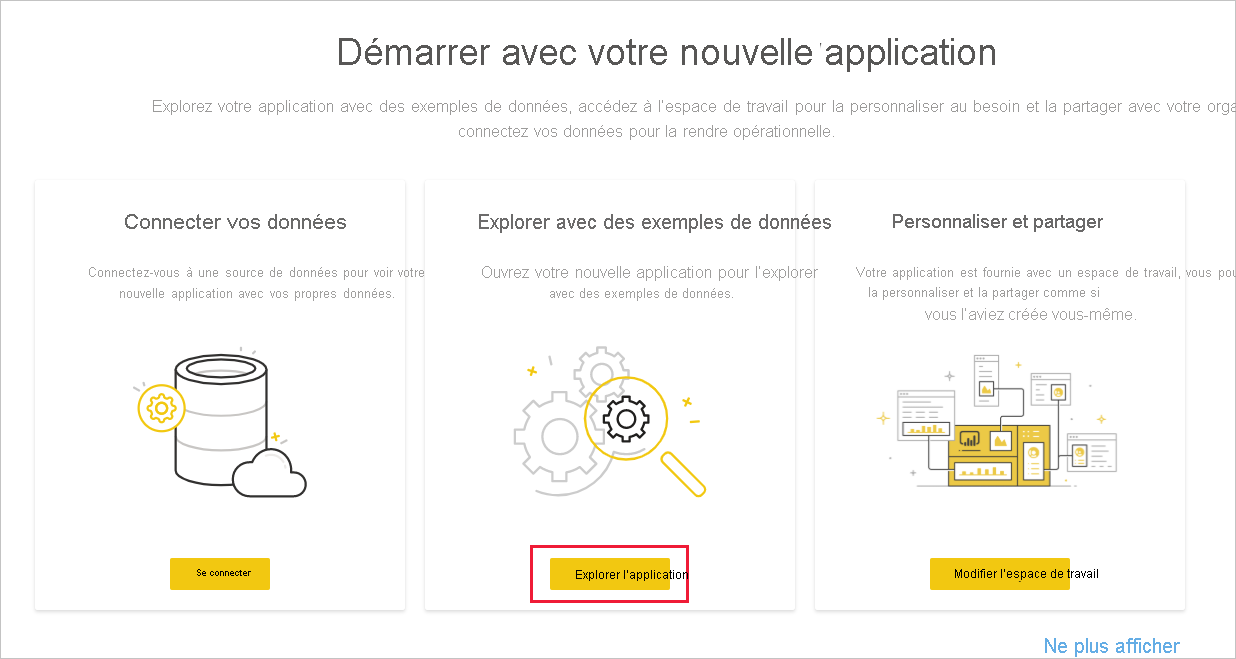 Démarrer avec votre nouvelle 'application
Explorez votre application avec des exemples de données, accédez à l'espace de travail pour la personnaliser au besoin et la partager avec votre
connectez vos données pour la rendre opérationnelle.
Connecter vos données
Connectez-vous à une source de données pour voir votre
nouvelle application avec vos propres données.
Se connecter
Explorer avec des exemples de données
Ouvrez votre nouvelle application pour l'explorer
avec des exemples de données.
Explorer l'application
Personnaliser et partager
Votre application est fournie avec un espace de travail, vous
la personnaliser et la partager comme si
vous l'aviez créée vous-même.
Modifier l'espace de travail
Ne plus afficher